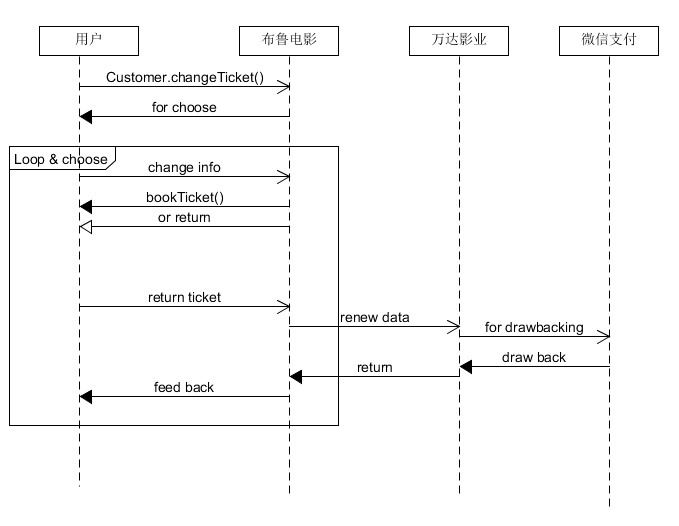 用户
布鲁电影
万达影业
微信支付
Customer.changeTicket()
for choose
Loop & choose
change info
bookTicket()
or return
return ticket
renew data
for drawbacking
draw back
return
feed back